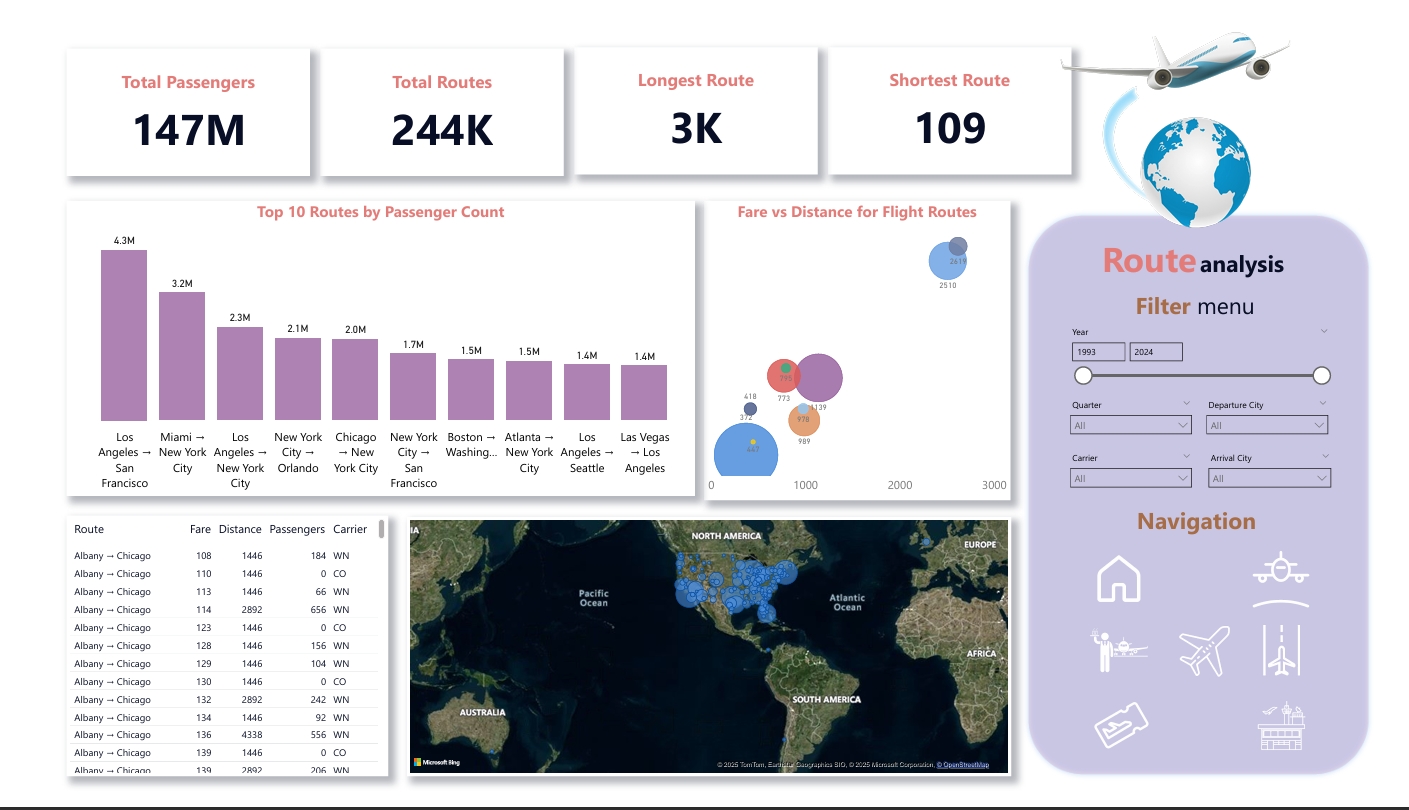 Total Passengers
147M
Total Routes
244K
Longest Route
3K
Shortest Route
109
Top 10 Routes by Passenger Count
4.3M
3.2M
2.3M
2.1M
2.0M
1.7M
1.5M
1.5M
1.4M
1.4M
Los
Angeles →
San
Francisco
Miami →
New York
City
Los
Angeles →
New York
City
New York
City →
Orlando
Chicago
→ New
York City
New York
City →
San
Francisco
Boston →
Washing...
Atlanta →
New York
City
Los
Angeles →
Seattle
Las Vegas
→ Los
Angeles
Fare vs Distance for Flight Routes
2619
2510
795
773
1139
418
372
978
989
447
0 1000 2000 3000
Route analysis
Filter menu
Year
1993 2024
Quarter Departure City
All All
Carrier Arrival City
All All
Navigation
Route Fare Distance Passengers Carrier
Albany → Chicago 108 1446 184 WN
Albany → Chicago 110 1446 0 CO
Albany → Chicago 113 1446 66 WN
Albany → Chicago 114 2892 656 WN
Albany → Chicago 123 1446 0 CO
Albany → Chicago 128 1446 156 WN
Albany → Chicago 129 1446 104 WN
Albany → Chicago 130 1446 0 CO
Albany → Chicago 132 2892 242 WN
Albany → Chicago 134 1446 92 WN
Albany → Chicago 136 4338 556 WN
Albany → Chicago 139 1446 0 CO
Albany → Chicago 139 2892 206 WN
IA
NORTH AMERICA
EUROPE
Pacific
Ocean
Atlantic
Ocean
AFRICA
SOUTH AMERICA
AUSTRALIA
Microsoft Bing
© 2025 TomTom, Earthstar Geographics SIO, © 2025 Microsoft Corporation, © OpenStreetMap